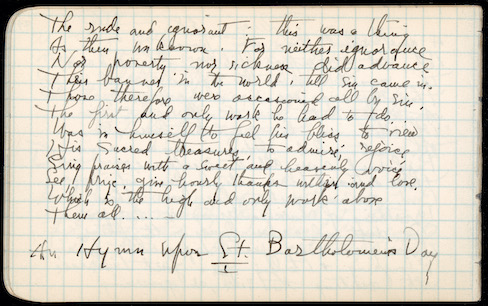 The rude and ignorant: this was a thing
As then unknown. For neither ignorance
Nor poverty nor sickness did advance
Their banner in the world, till sin came in.
Those therefore were occasioned all by sin.
The first and only work he had to do,
Was in himself to feel his bliss, to view
His sacred treasures, to admire, rejoice
Sing praises with a sweet and heavenly voice,
See, prize, give hourly thanks within and love,
Which is the high and only work above
Them all.....—
An Hymn upon St. Bartholomew's Day